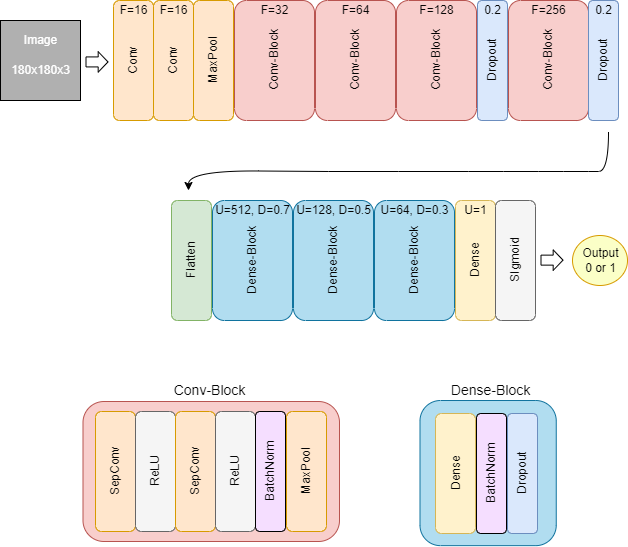 Image
180x180x3
F=16
F=16
F=32
F=64
F=128
0.2
F=256
0.2
Conv
Conv
MaxPool
Conv-Block
Conv-Block
Conv-Block
Dropout
Conv-Block
Dropout
U=512, D=0.7
U=128, D=0.5
U=64, D=0.3
U=1
Flatten
Dense-Block
Dense-Block
Dense-Block
Dense
SIgmoid
Output
0 or 1
Conv-Block
SepConv
ReLU
SepConv
ReLU
BatchNorm
MaxPool
Dense-Block
Dense
BatchNorm
Dropout